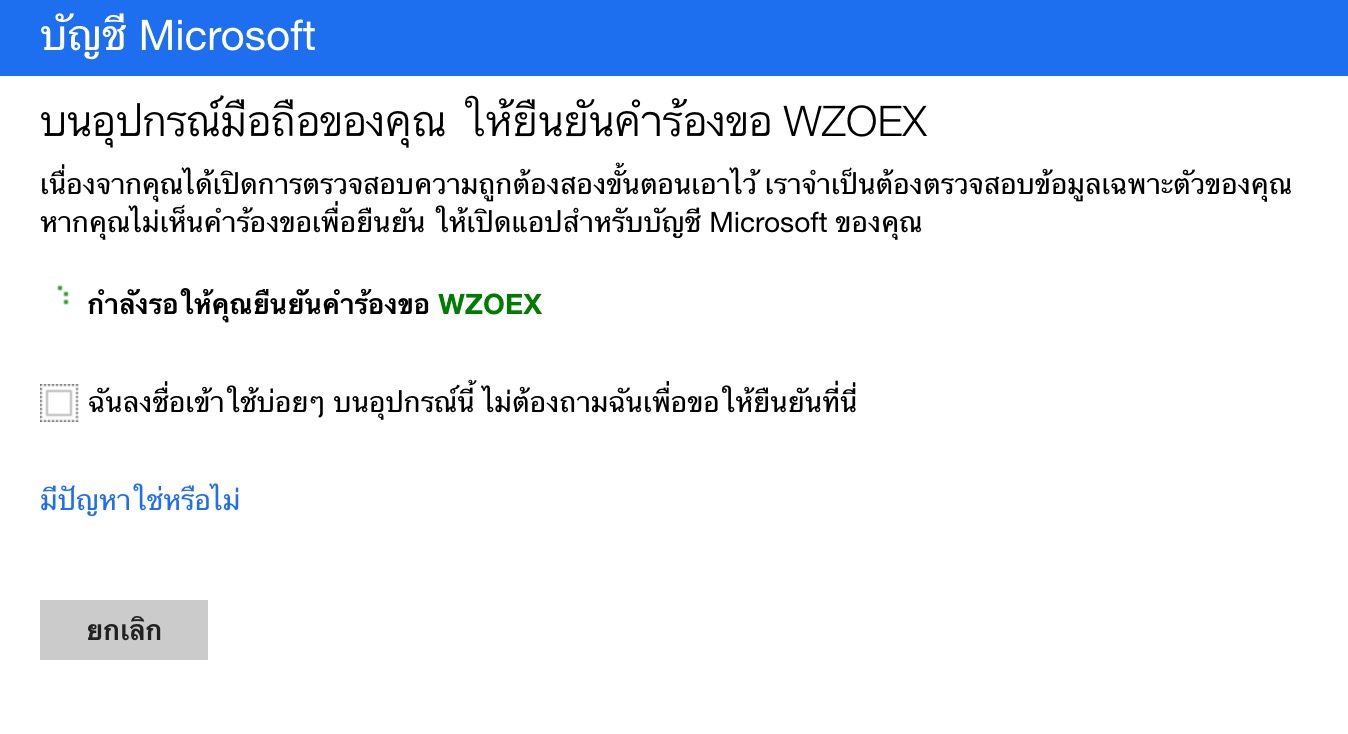 บัญชี Microsoft
บนอุปกรณ์มือถือของคุณ ให้ยืนยันคำร้องขอ WZOEX
เนื่องจากคุณได้เปิดการตรวจสอบความถูกต้องสองขั้นตอนเอาไว้ เราจำเป็นต้องตรวจสอบข้อมูลเฉพาะตัวของคุณ
หากคุณไม่เห็นคำร้องขอเพื่อยืนยัน ให้เปิดแอปสำหรับบัญชี Microsoft ของคุณ
กำลังรอให้คุณยืนยันคำร้องขอ WZOEX
ฉันลงชื่อเข้าใช้บ่อยๆ บนอุปกรณ์นี้ ไม่ต้องถามฉันเพื่อขอให้ยืนยันที่นี่
มีปัญหาใช่หรือไม่
ยกเลิก